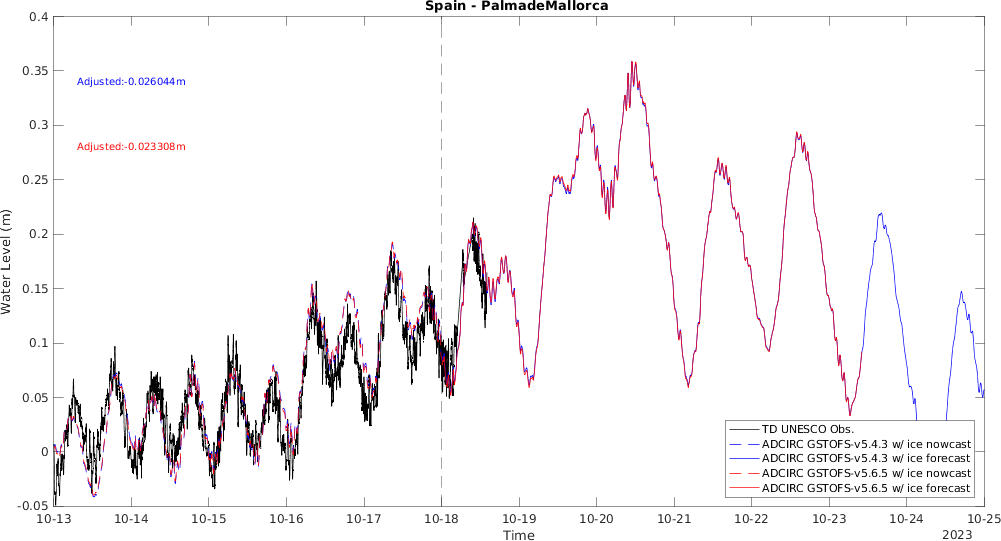 Spain - PalmadeMallorca
0.4
0.35
0.3
0.25
0.2
0.15
0.1
0.05
0
-0.05
Water Level (m)
Adjusted:-0.026044m
Adjusted:-0.023308m
TD UNESCO Obs.
ADCIRC GSTOFS-v5.4.3 w/ ice nowcast
ADCIRC GSTOFS-v5.4.3 w/ ice forecast
ADCIRC GSTOFS-v5.6.5 w/ ice nowcast
ADCIRC GSTOFS-v5.6.5 w/ ice forecast
10-13 10-14 10-15 10-16 10-17 10-18 10-19 10-20 10-21 10-22 10-23 10-24 10-25
Time
2023